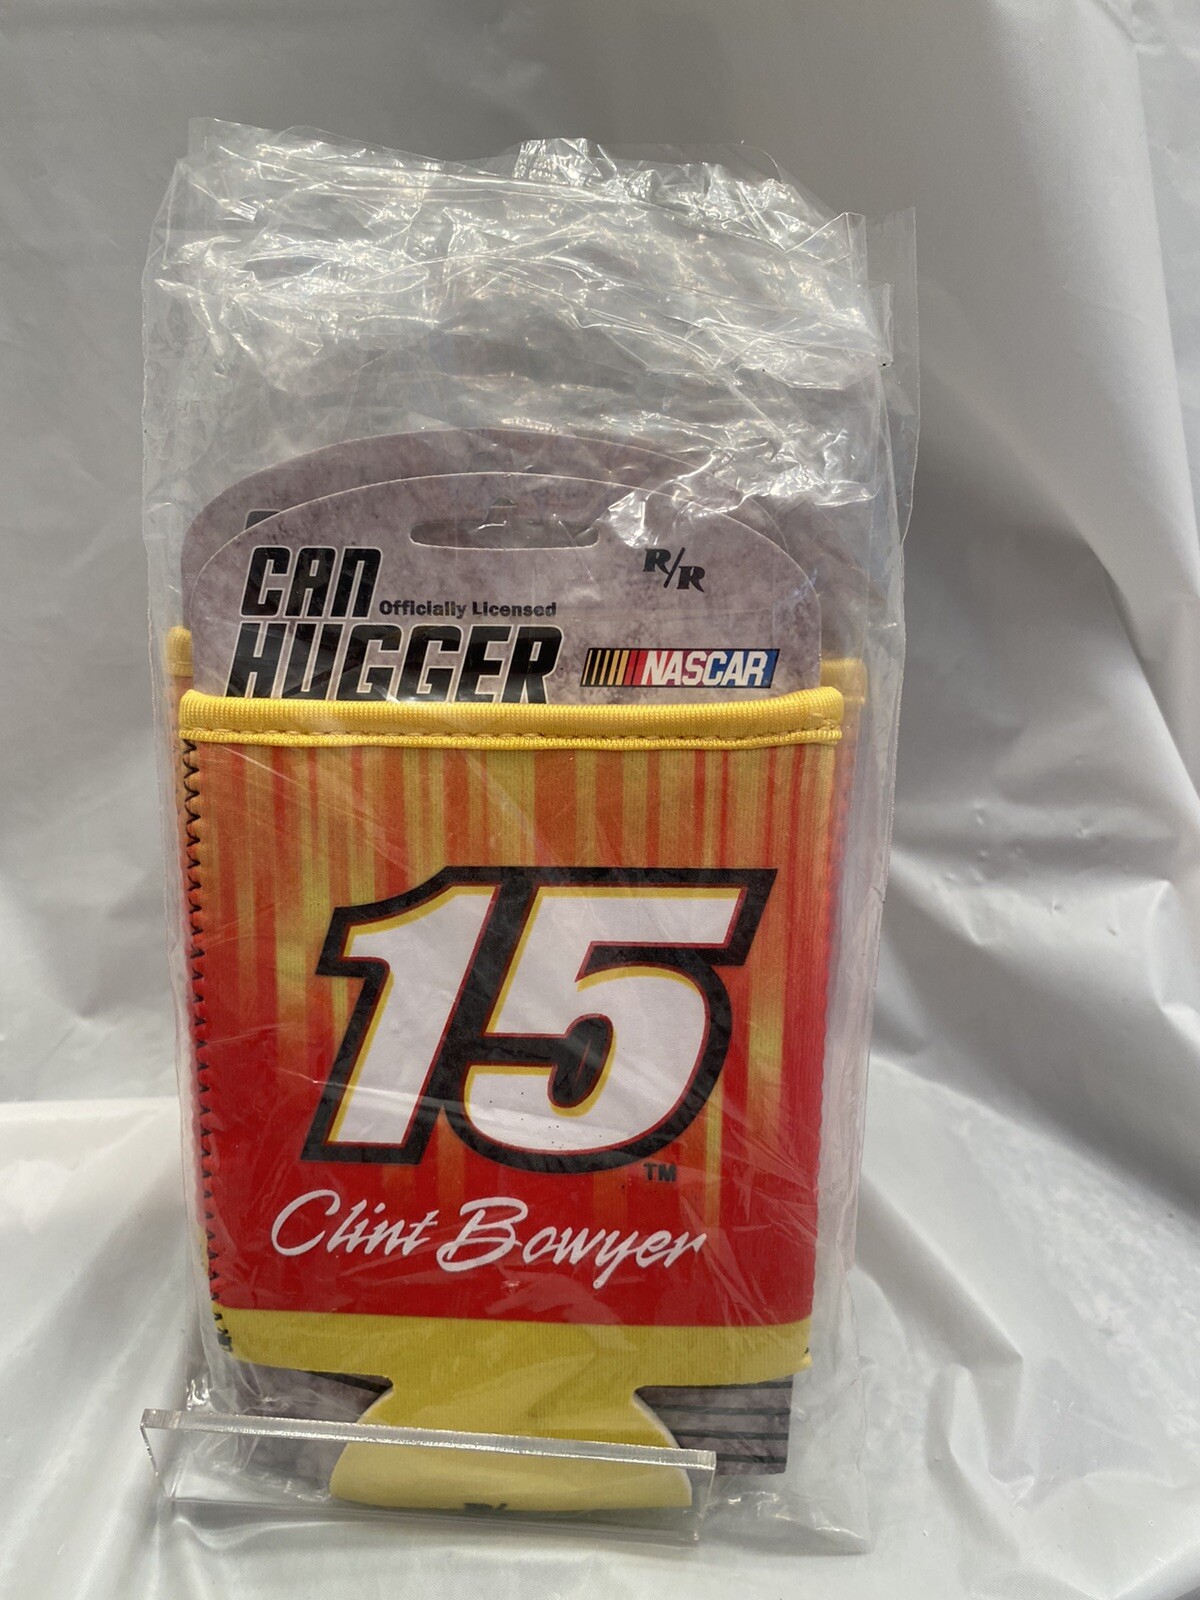 CAN
Officially Licensed
HUGGER
R/R
NASCAR
15
TM
Clint Bowyer